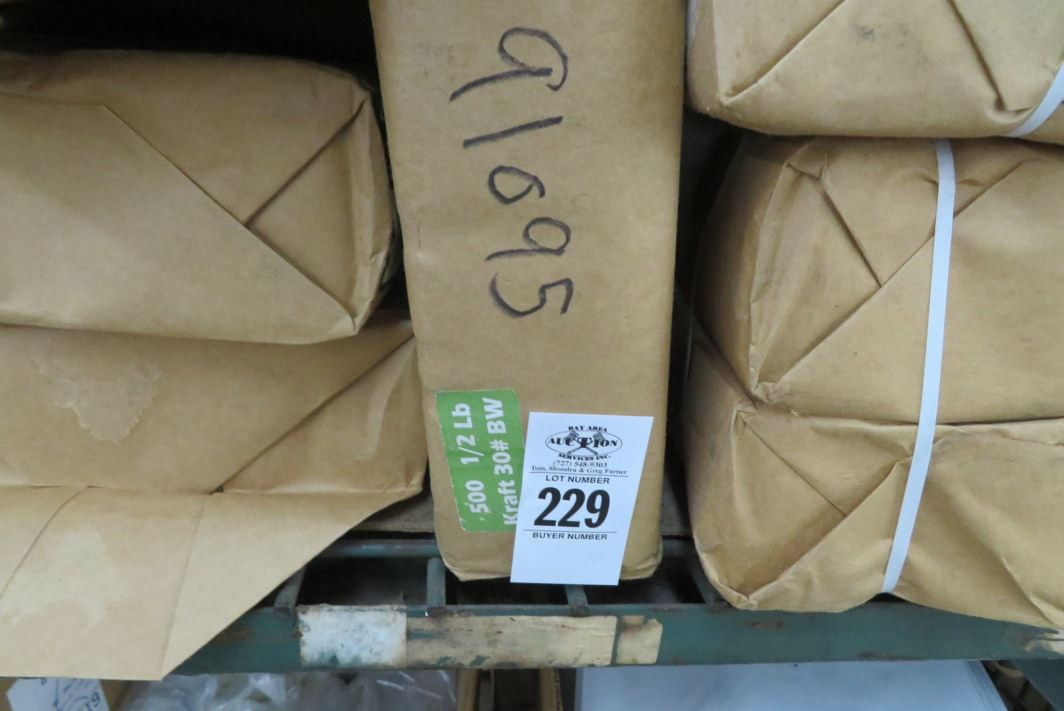 91695
500 1/2 Lb
Kraft 30# BW
BAY AREA
AUCTION
SERVICES INC.
(727) 548-9303
Tom, Shondra & Greg Farner
LOT NUMBER
229
BUYER NUMBER